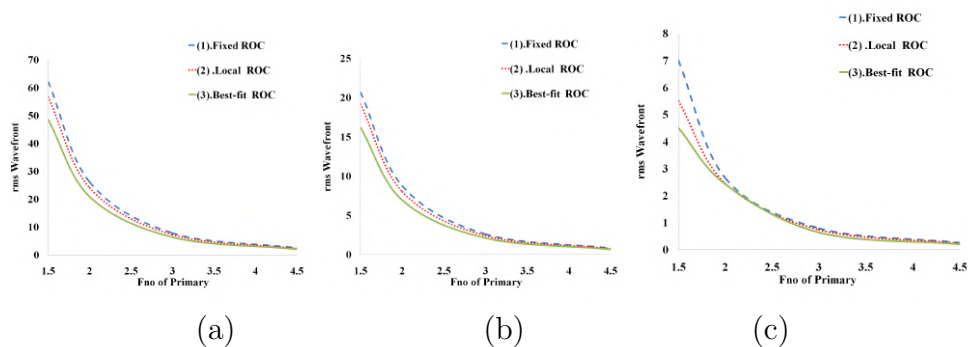 (1).Fixed ROC
(2) .Local ROC
(3).Best-fit ROC
rms Wavefront
70
60
50
40
30
20
10
0
1.5 2 2.5 3 3.5 4 4.5
Fno of Primary
(a)
(1).Fixed ROC
(2) .Local ROC
(3).Best-fit ROC
rms Wavefront
25
20
15
10
5
0
1.5 2 2.5 3 3.5 4 4.5
Fno of Primary
(b)
(1).Fixed ROC
(2) .Local ROC
(3).Best-fit ROC
rms Wavefront
8
7
6
5
4
3
2
1
0
1.5 2 2.5 3 3.5 4 4.5
Fno of Primary
(c)